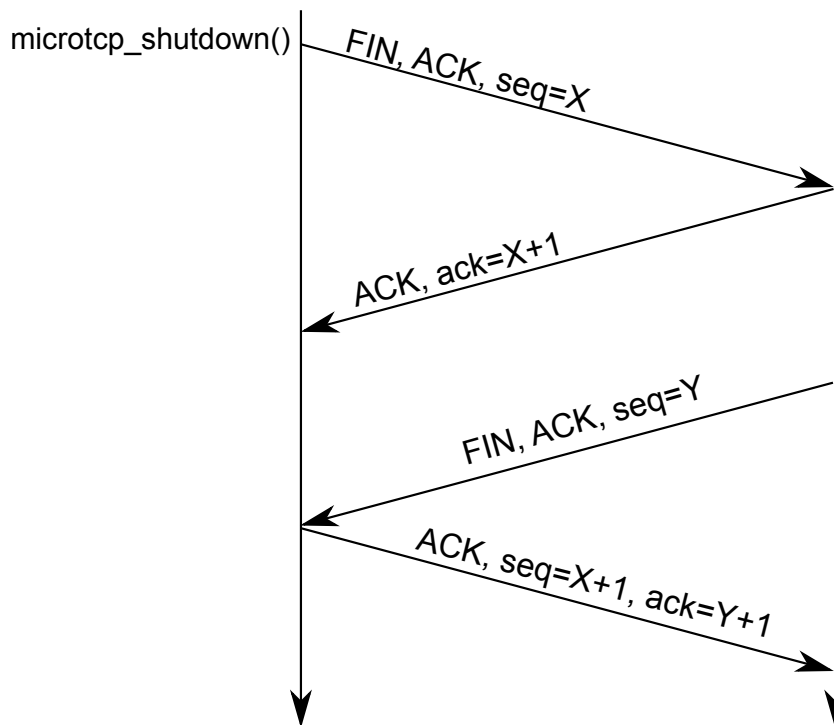 microtcp_shutdown()
FIN, ACK, seq=X
ACK, ack=X+1
FIN, ACK, seq=Y
ACK, seq=X+1, ack=Y+1